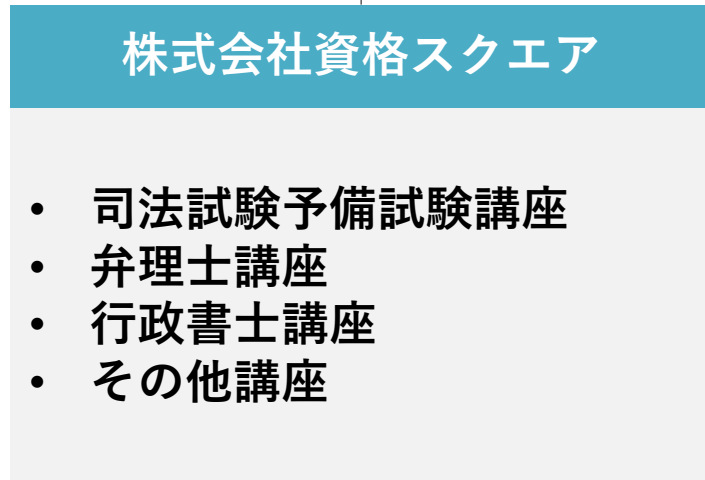 株式会社資格スクエア
• 司法試験予備試験講座
• 弁理士講座
• 行政書士講座
• その他講座